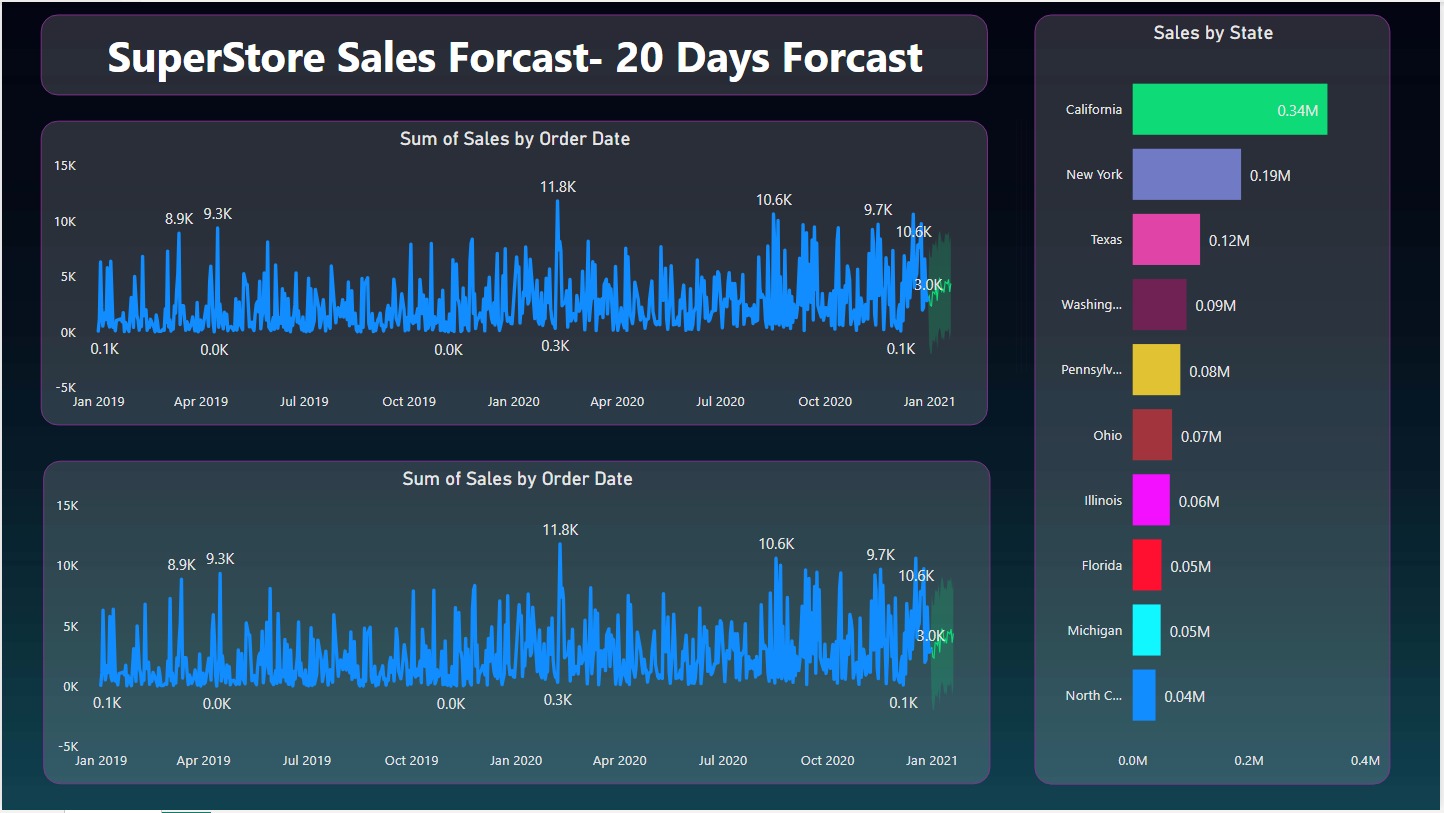 SuperStore Sales Forcast- 20 Days Forcast
Sum of Sales by Order Date
15K
10K
5K
0K
-5K
8.9K
9.3K
11.8K
10.6K
9.7K
10.6K
3.0K
0.1K
0.0K
0.0K
0.3K
0.1K
Jan 2019
Apr 2019
Jul 2019
Oct 2019
Jan 2020
Apr 2020
Jul 2020
Oct 2020
Jan 2021
Sum of Sales by Order Date
15K
10K
5K
0K
-5K
8.9K
9.3K
11.8K
10.6K
9.7K
10.6K
3.0K
0.1K
0.0K
0.0K
0.3K
0.1K
Jan 2019
Apr 2019
Jul 2019
Oct 2019
Jan 2020
Apr 2020
Jul 2020
Oct 2020
Jan 2021
Sales by State
California 0.34M
New York 0.19M
Texas 0.12M
Washing... 0.09M
Pennsylv... 0.08M
Ohio 0.07M
Illinois 0.06M
Florida 0.05M
Michigan 0.05M
North C... 0.04M
0.0M 0.2M 0.4M